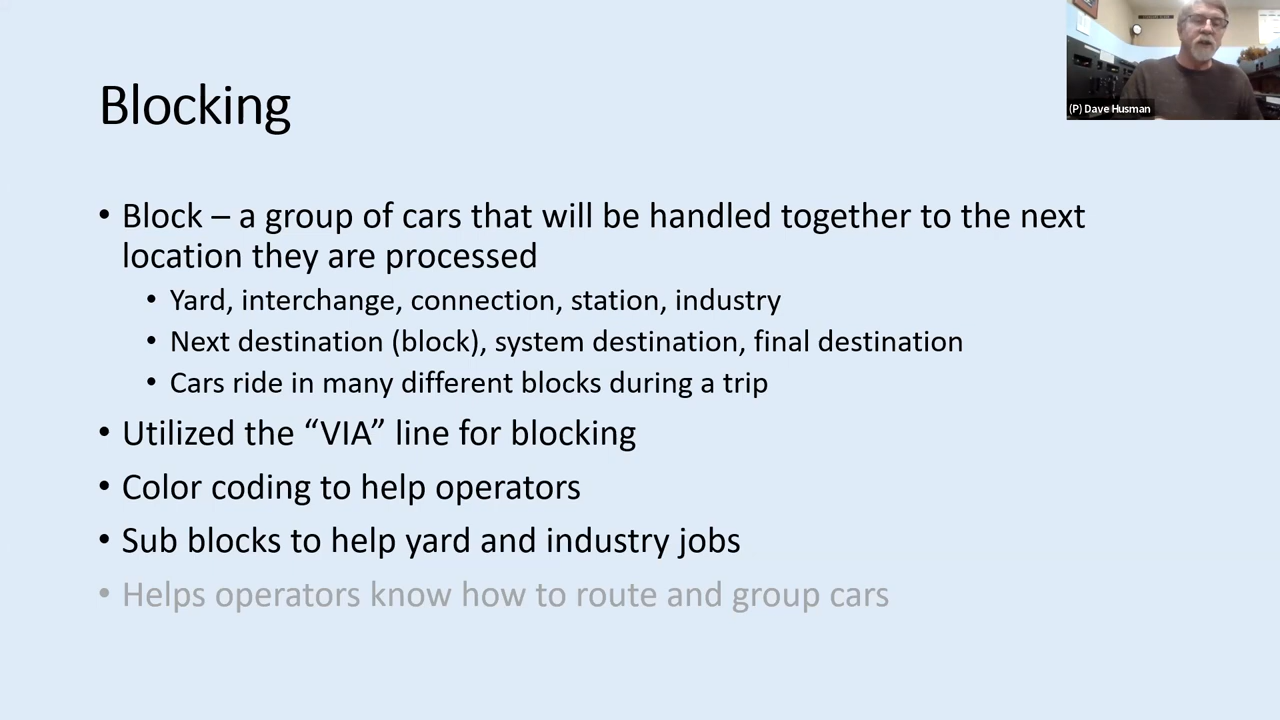 Blocking
(P) Dave Husman
• Block – a group of cars that will be handled together to the next
location they are processed
• Yard, interchange, connection, station, industry
• Next destination (block), system destination, final destination
• Cars ride in many different blocks during a trip
• Utilized the “VIA” line for blocking
• Color coding to help operators
• Sub blocks to help yard and industry jobs
• Helps operators know how to route and group cars